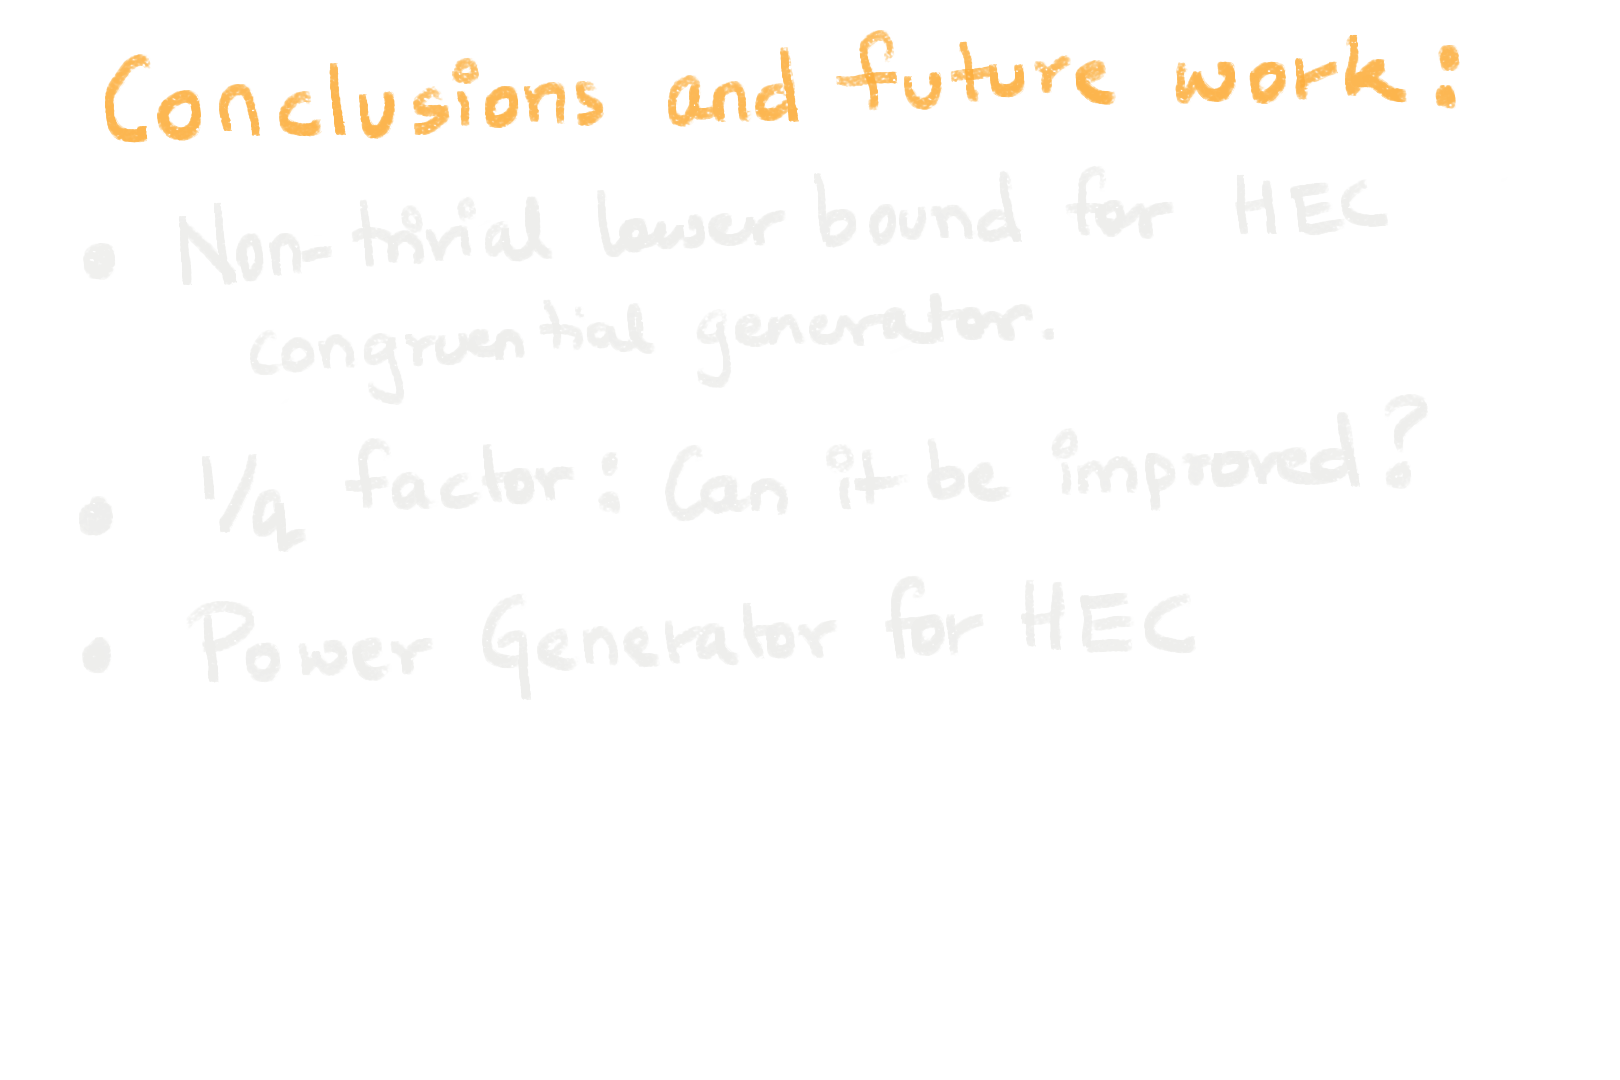 Conclusions and future work:
• Non-trivial lower bound for HEC
congruential generator.
• 1/q factor: Can it be improved?
• Power Generator for HEC